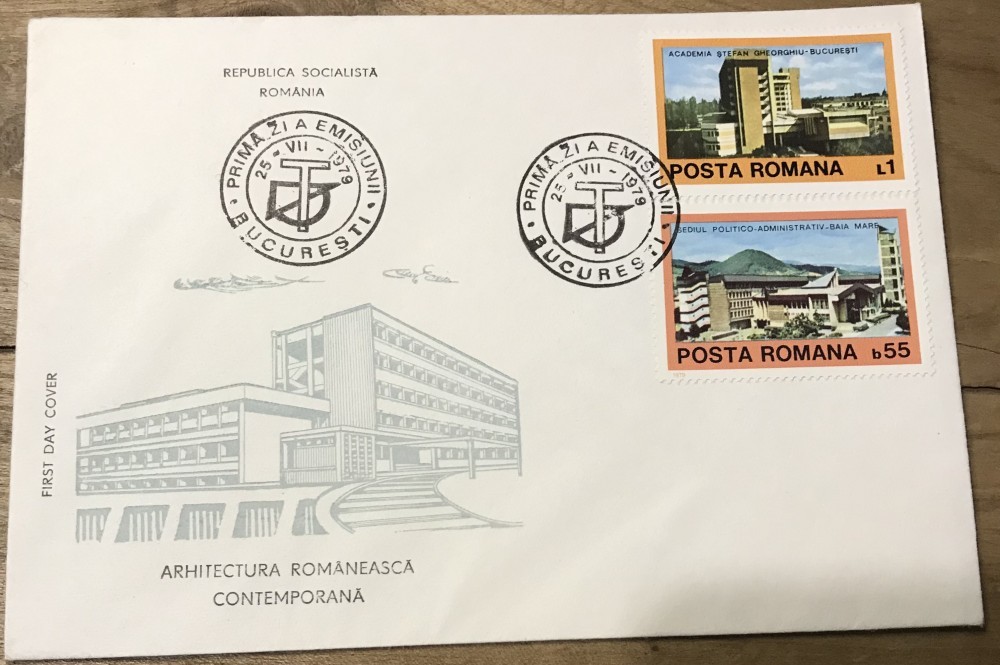 REPUBLICA SOCIALISTĂ
ROMÂNIA
PRIMA ZI A EMISIUNII
25 - VII - 1979
BUCUREȘTI
PRIMA ZI A EMISIUNII
25 - VII - 1979
BUCUREȘTI
ACADEMIA ȘTEFAN GHEORGHIU-BUCUREȘTI
POSTA ROMANA L1
SEDIUL POLITICO-ADMINISTRATIV-BAIA MARE
POSTA ROMANA b55
1979
FIRST DAY COVER
ARHITECTURA ROMÂNEASCĂ
CONTEMPORANĂ